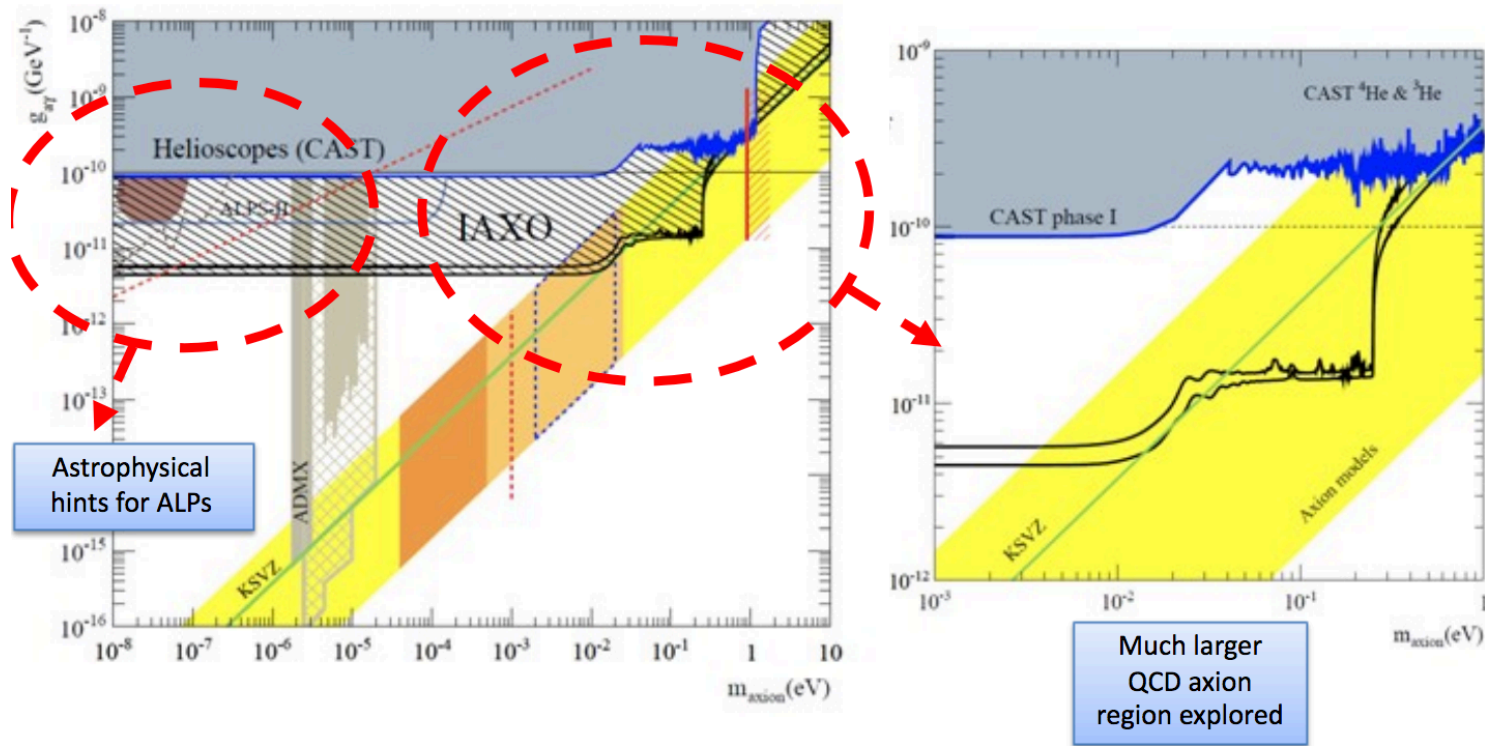 10⁻⁸
10⁻⁹
10⁻¹⁰
10⁻¹¹
10⁻¹²
10⁻¹³
10⁻¹⁵
10⁻¹⁶
g_aγ(GeV⁻¹)
Helioscopes (CAST)
ALPS-II
IAXO
ADMX
KSVZ
10⁻⁸ 10⁻⁷ 10⁻⁶ 10⁻⁵ 10⁻⁴ 10⁻³ 10⁻² 10⁻¹ 1 10
m_axion(eV)
Astrophysical
hints for ALPs
10⁻⁹
10⁻¹⁰
10⁻¹¹
10⁻¹²
CAST ⁴He & ³He
CAST phase I
KSVZ
Axion models
10⁻³ 10⁻² 10⁻¹ 1
m_axion(eV)
Much larger
QCD axion
region explored